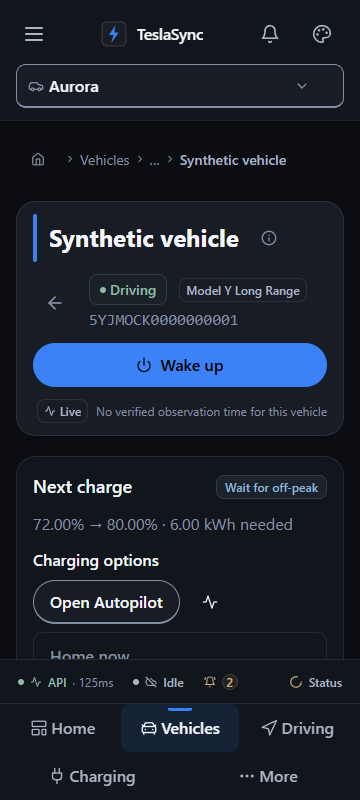 TeslaSync
Aurora
Vehicles
...
Synthetic vehicle
Synthetic vehicle
Driving
Model Y Long Range
5YJMOCK0000000001
Wake up
Live
No verified observation time for this vehicle
Next charge
Wait for off-peak
72.00% → 80.00% · 6.00 kWh needed
Charging options
Open Autopilot
Home now
API · 125ms
Idle
2
Status
Home
Vehicles
Driving
Charging
More